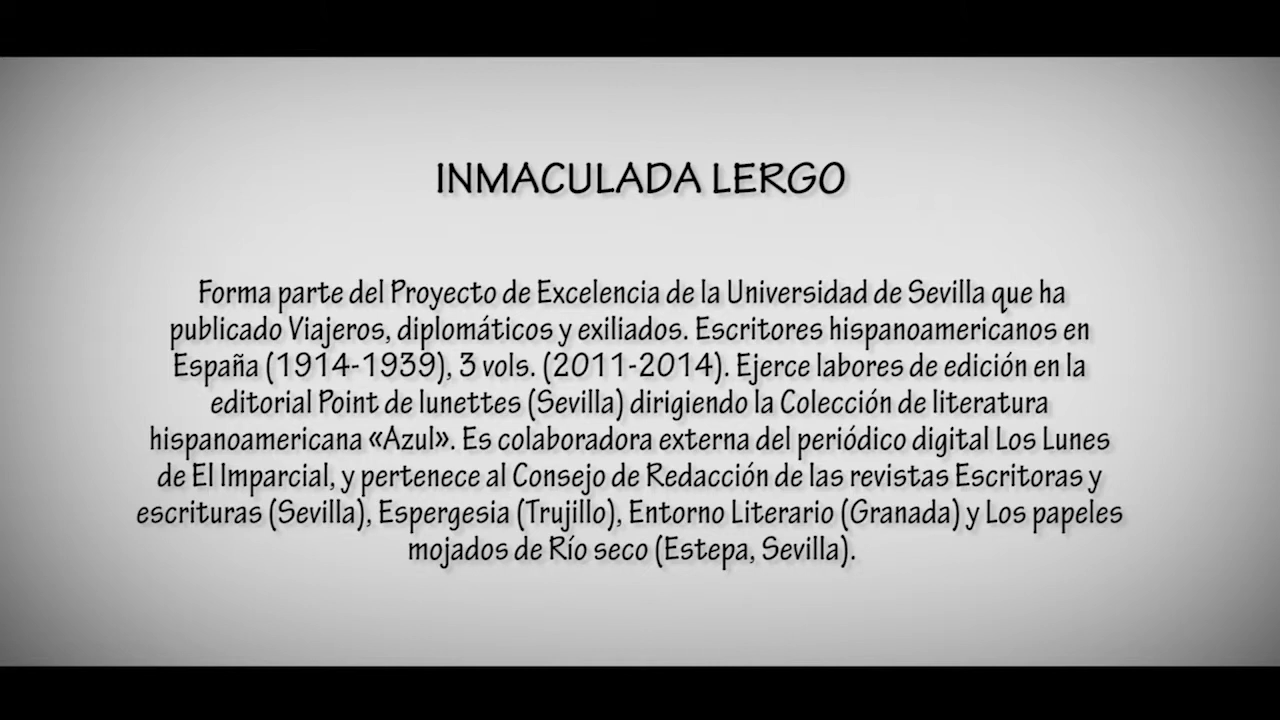 INMACULADA LERGO
Forma parte del Proyecto de Excelencia de la Universidad de Sevilla que ha
publicado Viajeros, diplomáticos y exiliados. Escritores hispanoamericanos en
España (1914-1939), 3 vols. (2011-2014). Ejerce labores de edición en la
editorial Point de lunettes (Sevilla) dirigiendo la Colección de literatura
hispanoamericana «Azul». Es colaboradora externa del periódico digital Los Lunes
de El Imparcial, y pertenece al Consejo de Redacción de las revistas Escritoras y
escrituras (Sevilla), Espergesia (Trujillo), Entorno Literario (Granada) y Los papeles
mojados de Río seco (Estepa, Sevilla).